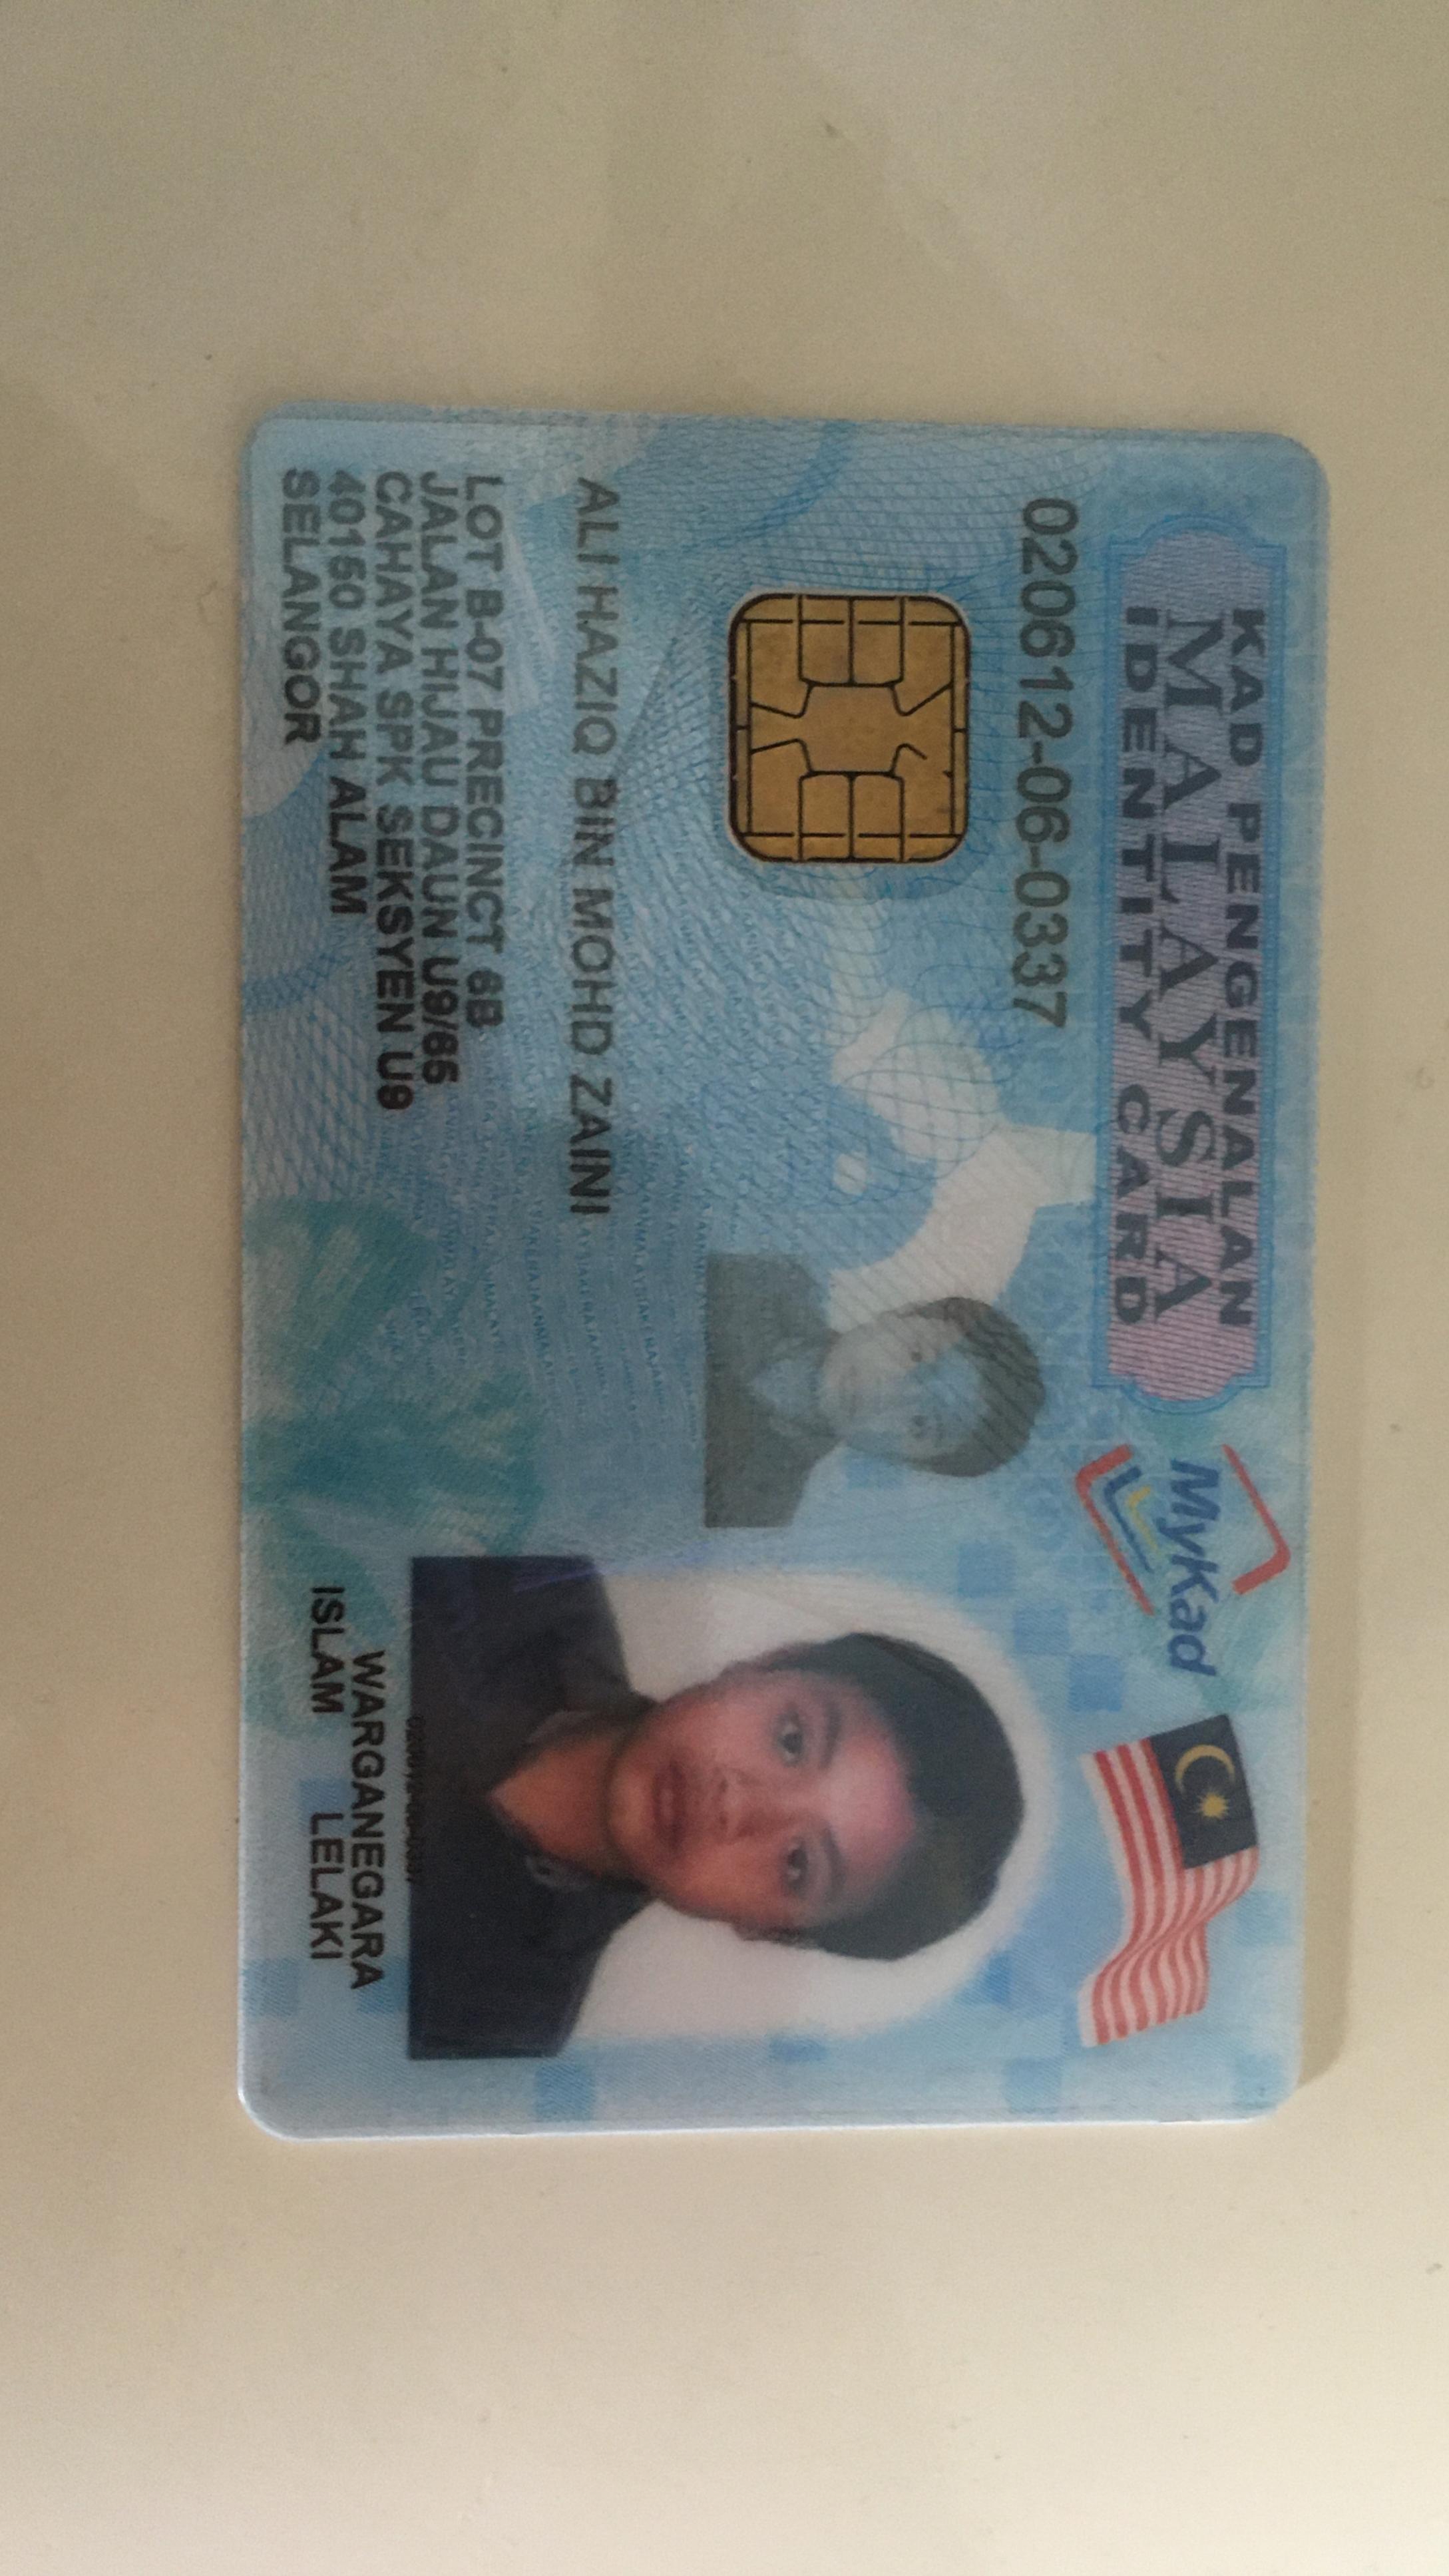 KAD PENGENALAN
MALAYSIA
IDENTITY CARD
MyKad
020612-06-0337
ALI HAZIQ BIN MOHD ZAINI
LOT B-07 PRECINCT 6B
JALAN HIJAU DAUN U9/65
CAHAYA SPK SEKSYEN U9
40150 SHAH ALAM
SELANGOR
020612-06-0337
WARGANEGARA
ISLAM LELAKI